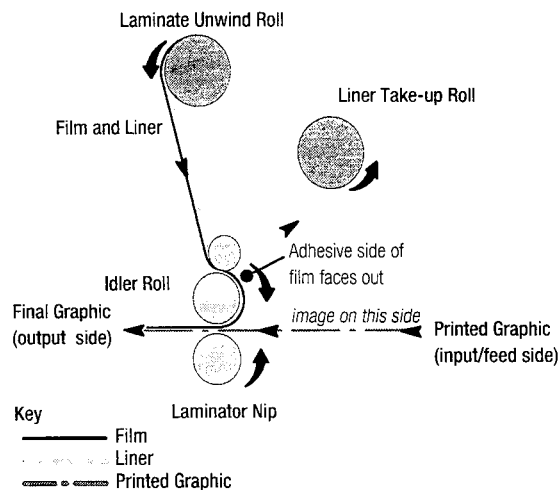 Laminate Unwind Roll
Liner Take-up Roll
Film and Liner
Adhesive side of
film faces out
Idler Roll
Final Graphic
(output side)
image on this side
Printed Graphic
(input/feed side)
Laminator Nip
Key
Film
Liner
Printed Graphic